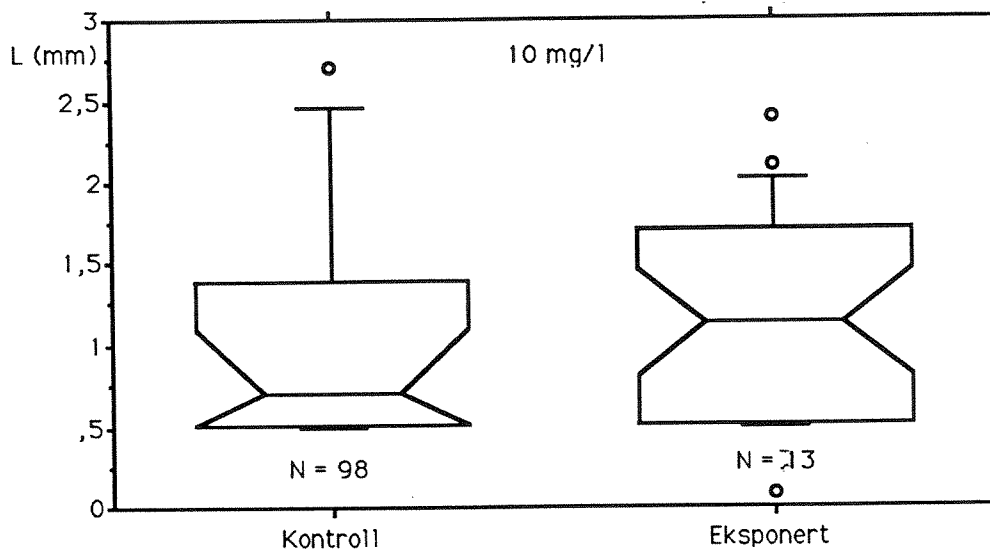 3
L (mm)
10 mg/l
2,5
2
1,5
1
,5
0
N = 98
Kontroll
Eksponert